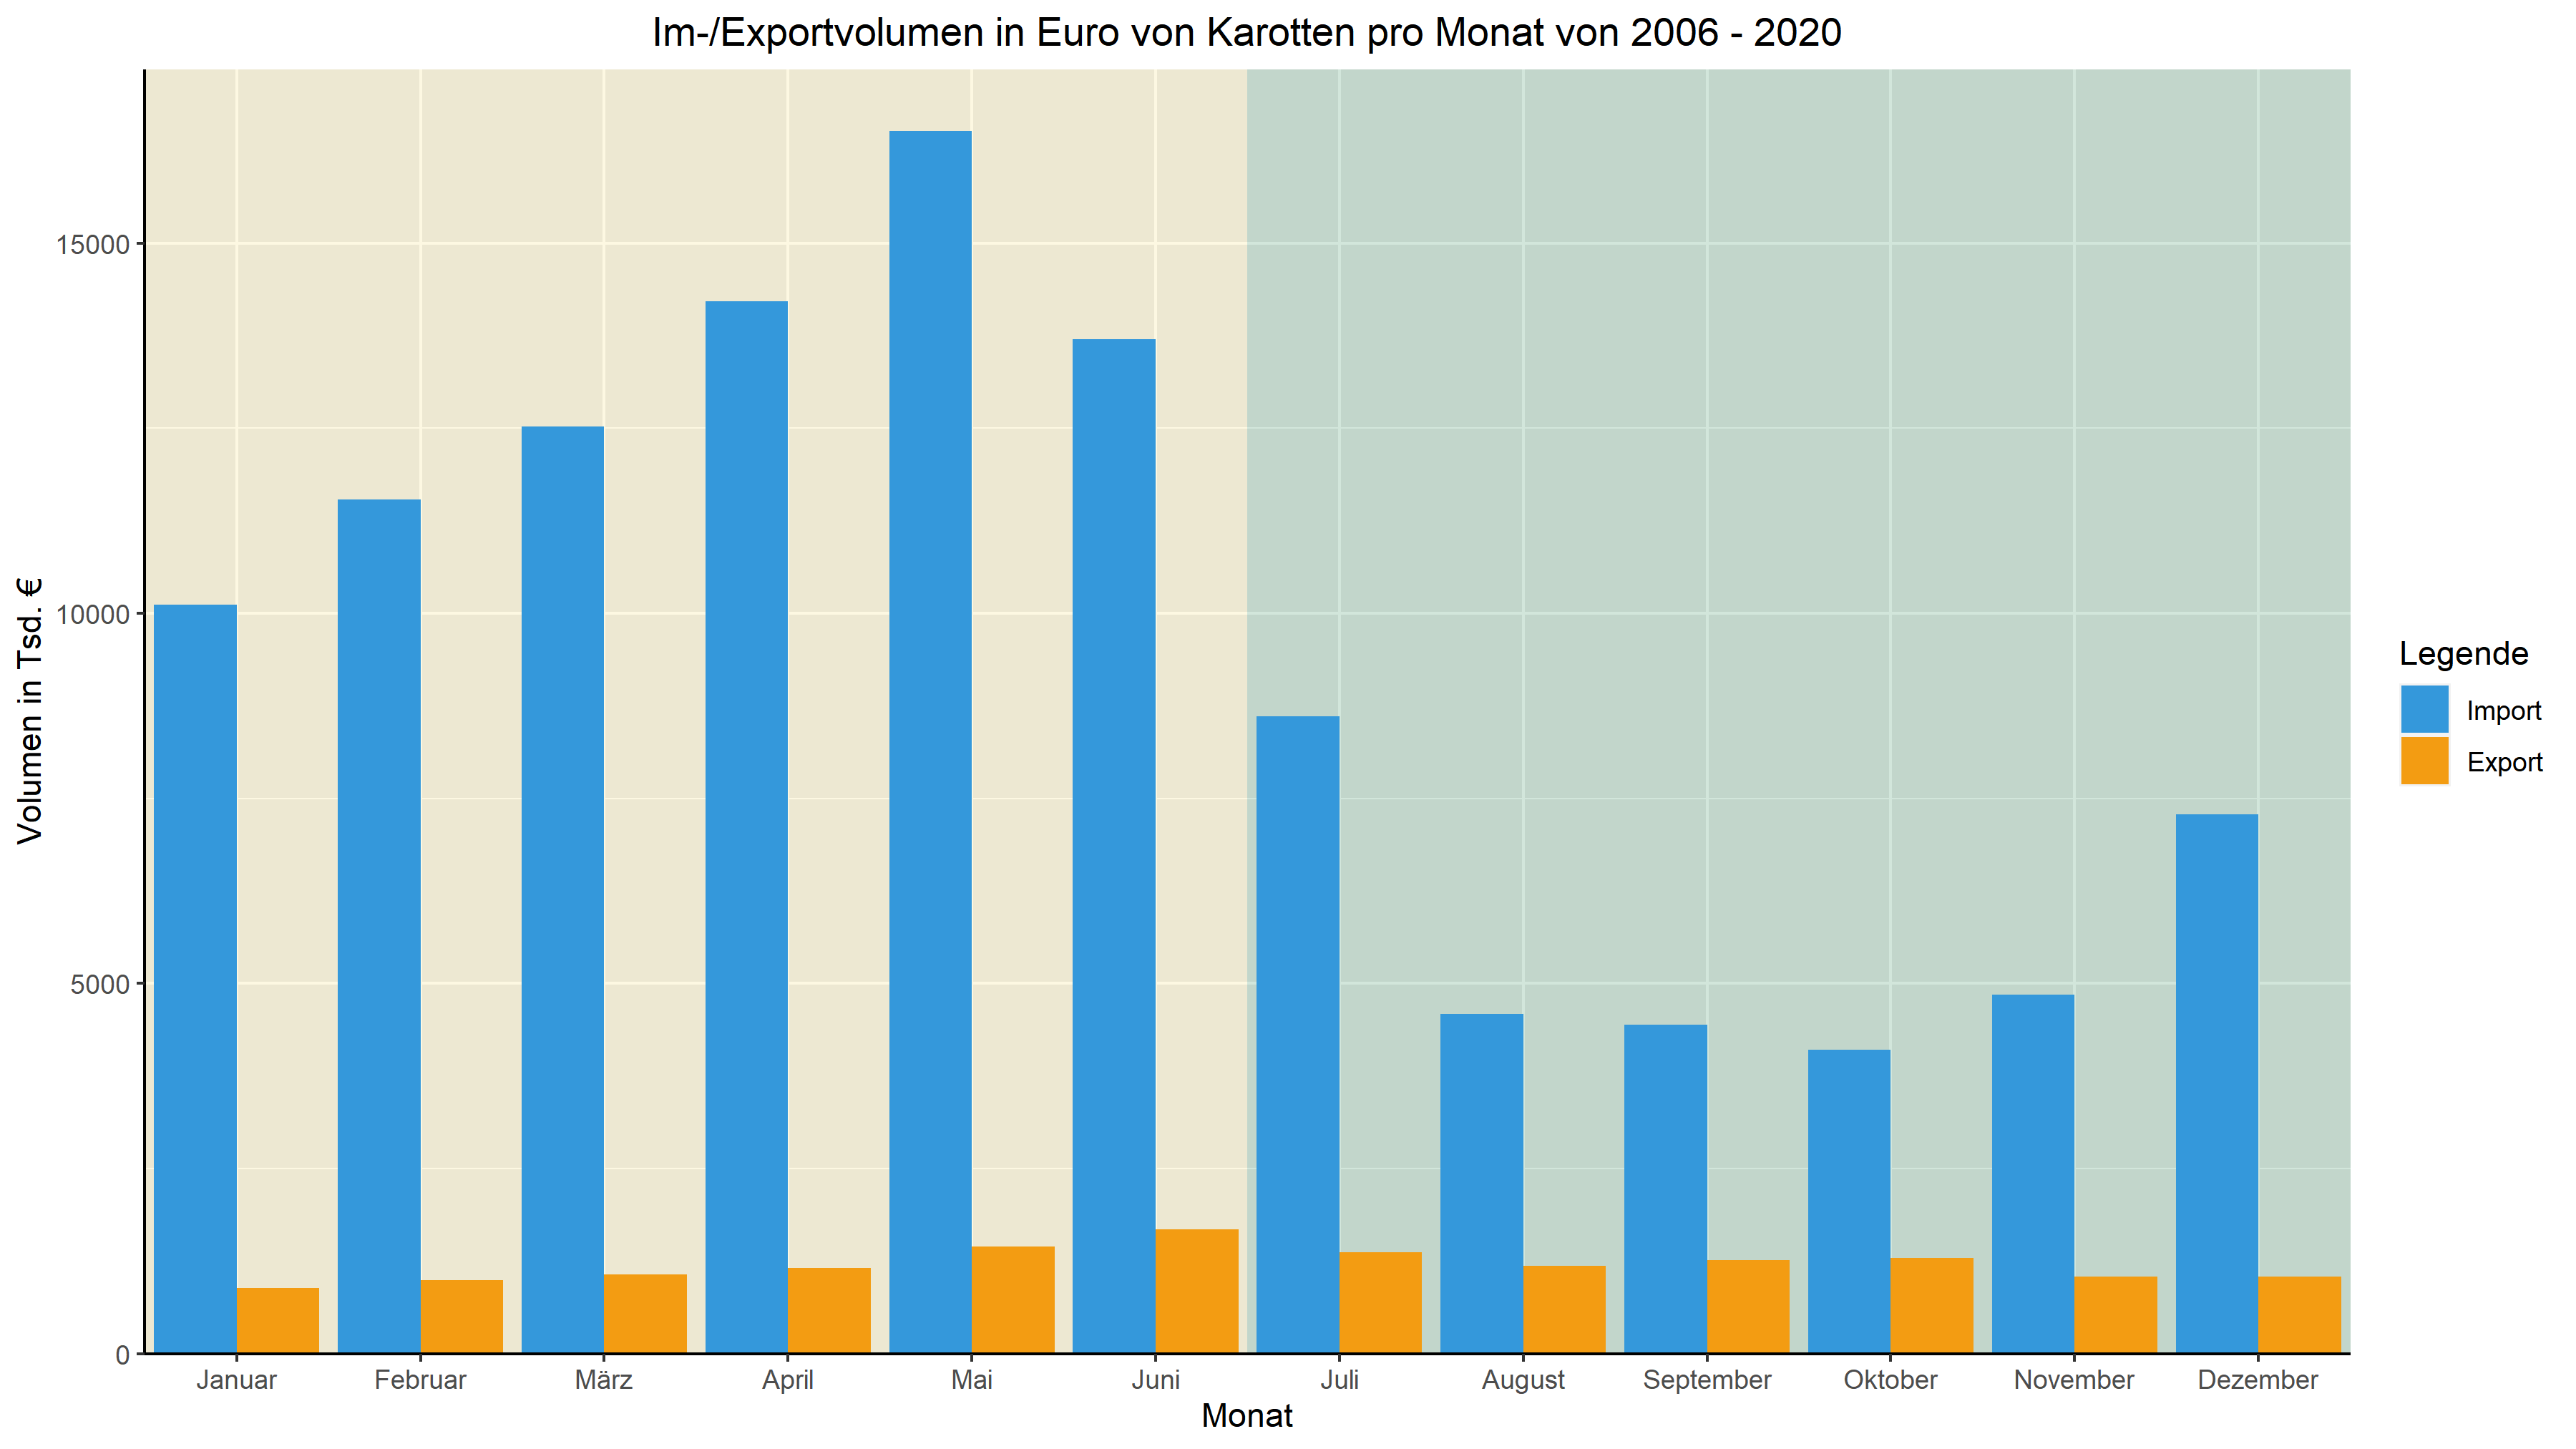 Im-/Exportvolumen in Euro von Karotten pro Monat von 2006 - 2020
Volumen in Tsd. €
15000
10000
5000
0
Januar Februar März April Mai Juni Juli August September Oktober November Dezember
Monat
Legende
Import
Export